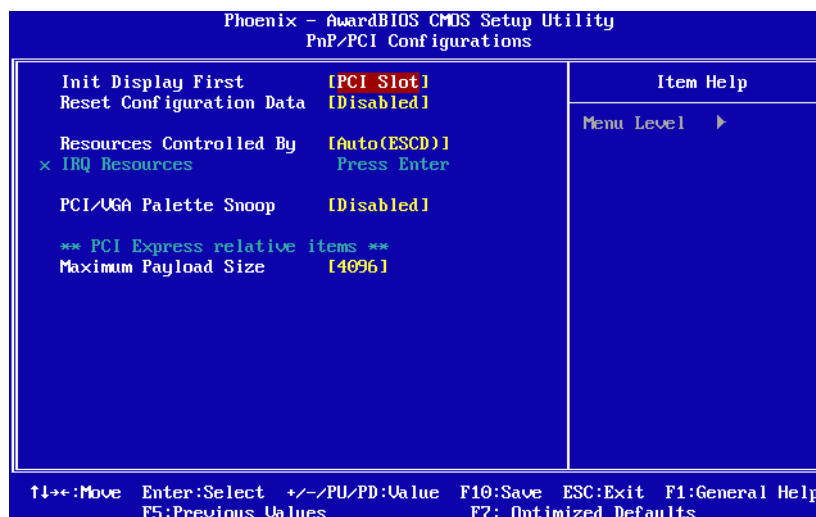 Phoenix - AwardBIOS CMOS Setup Utility
PnP/PCI Configurations
Init Display First [PCI Slot]
Reset Configuration Data [Disabled]
Resources Controlled By [Auto(ESCD)]
x IRQ Resources Press Enter
PCI/VGA Palette Snoop [Disabled]
** PCI Express relative items **
Maximum Payload Size [4096]
Item Help
Menu Level ▶
↑↓→←:Move Enter:Select +/-/PU/PD:Value F10:Save ESC:Exit F1:General Help
F5:Previous Values F7: Optimized Defaults